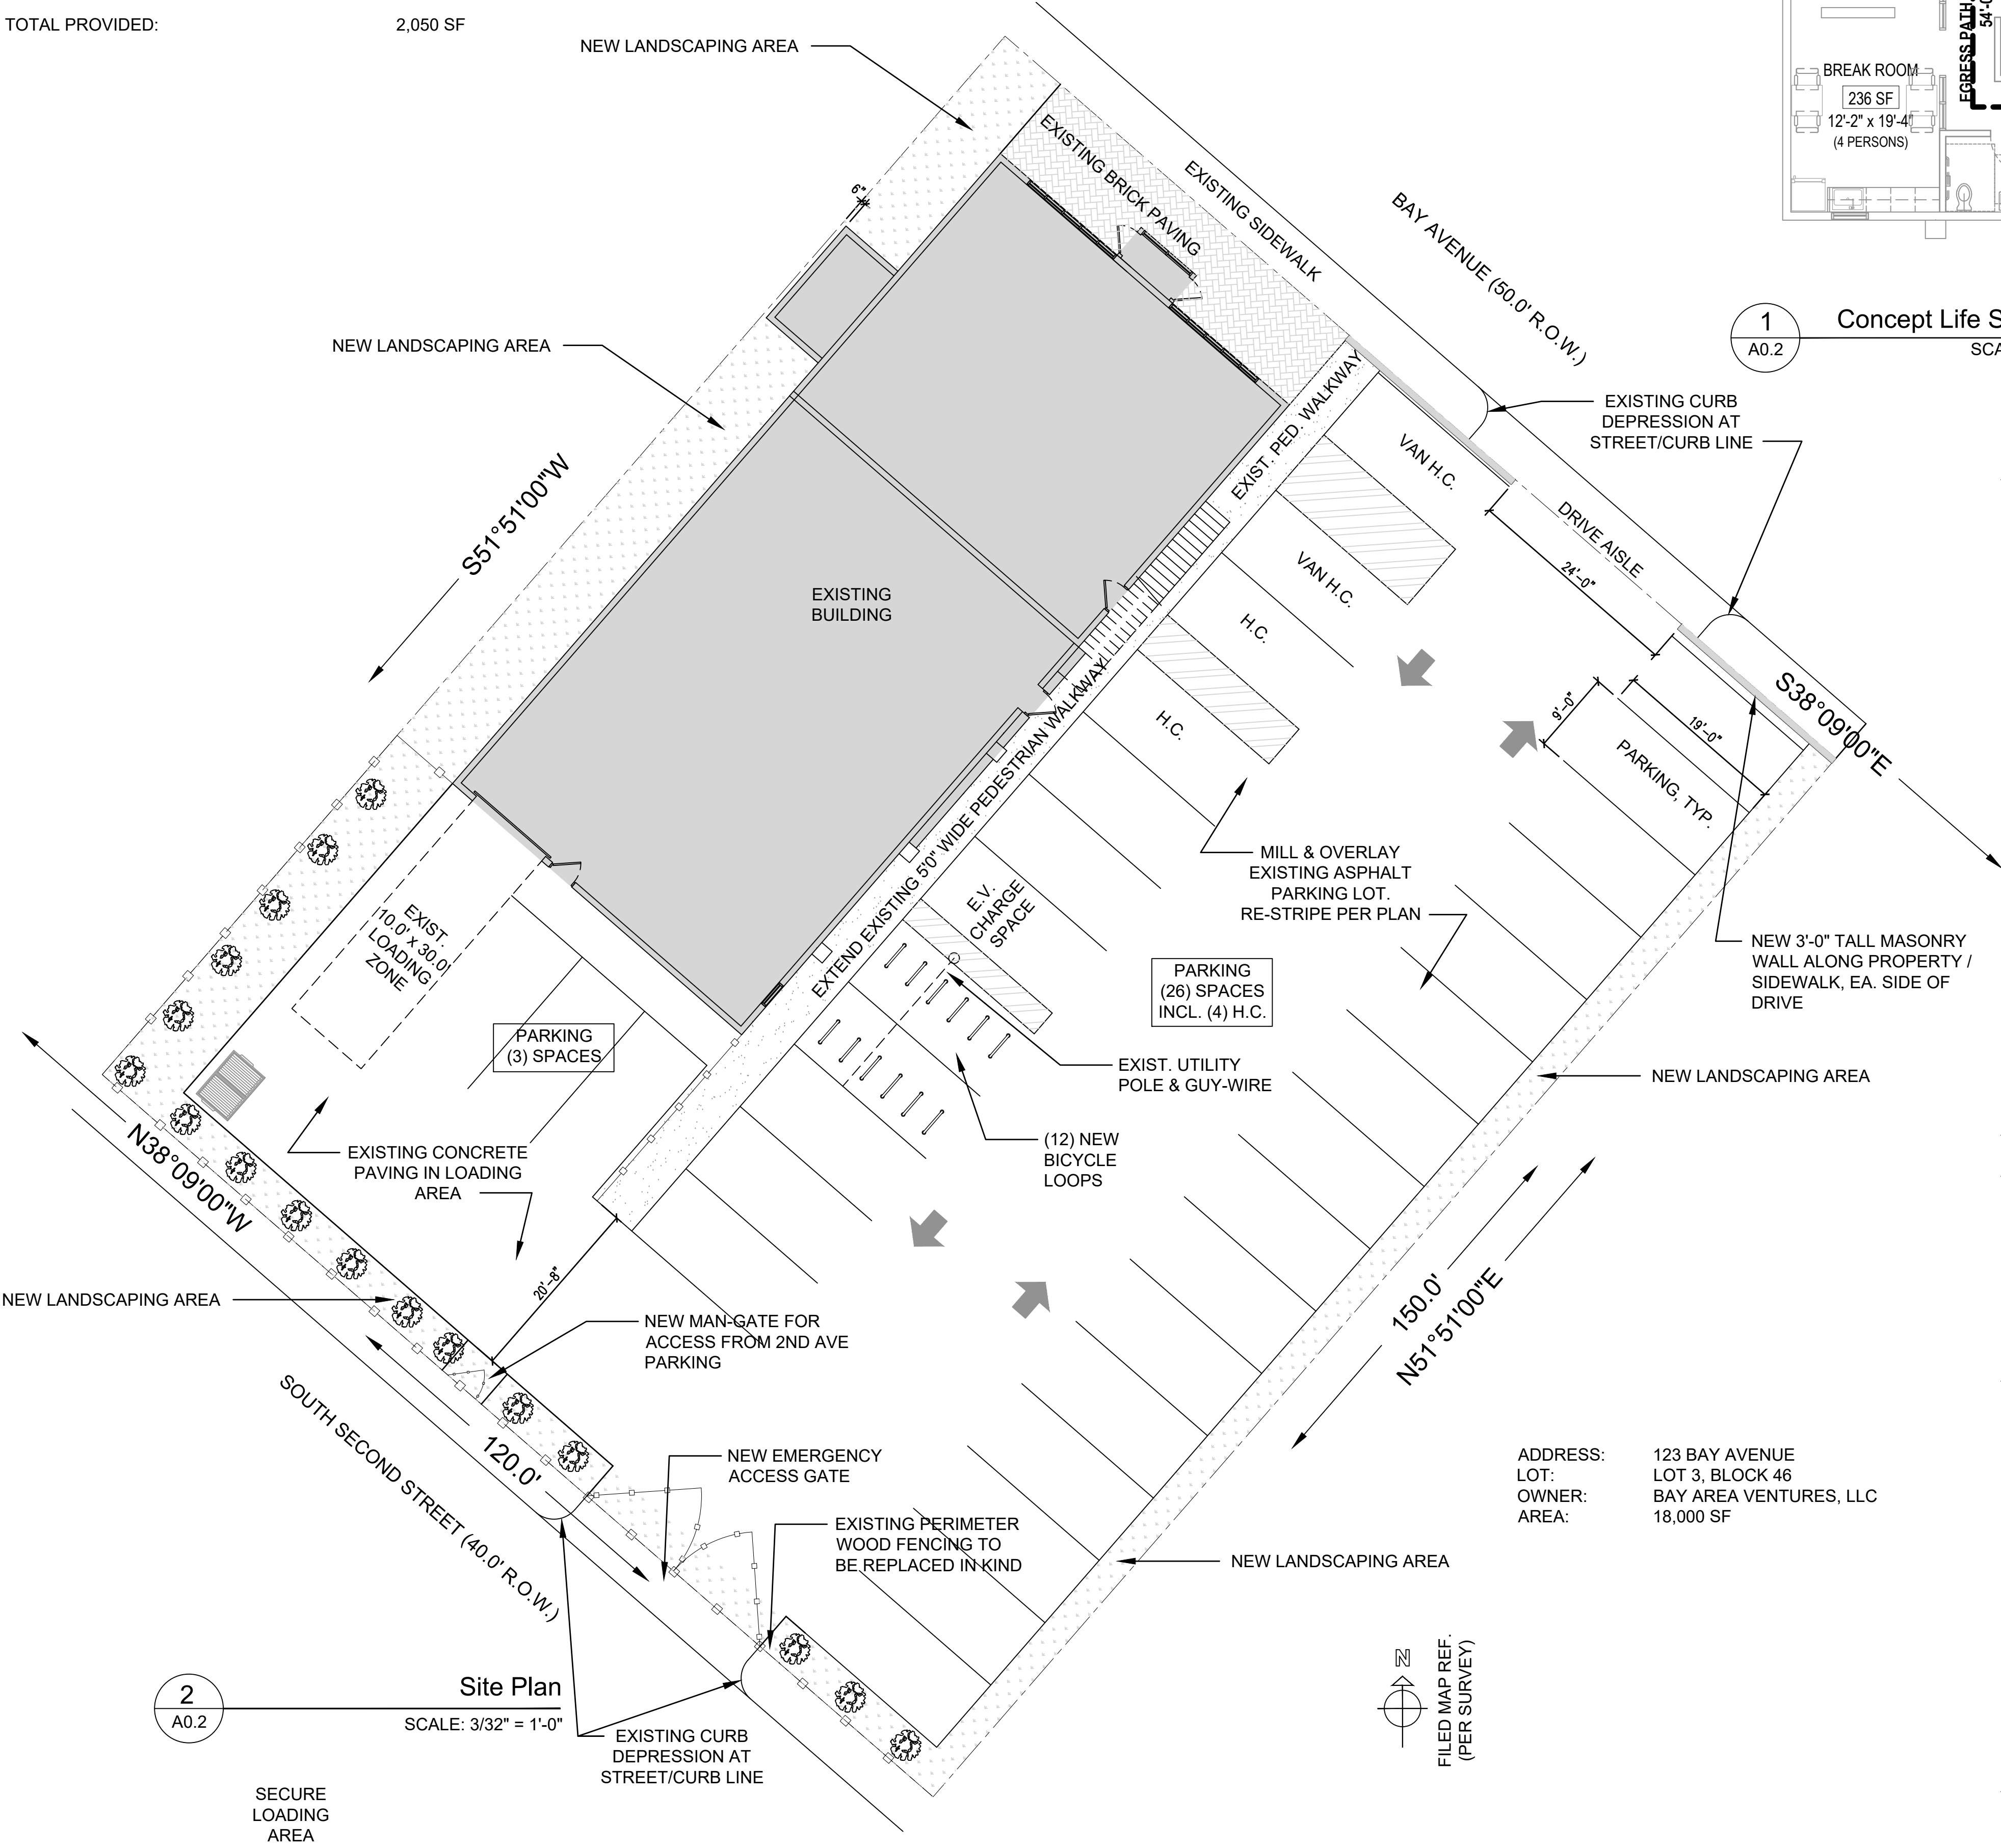 TOTAL PROVIDED: 2,050 SF
NEW LANDSCAPING AREA
BREAK ROOM
236 SF
12'-2" x 19'-4"
(4 PERSONS)
EGRESS PATH
EXISTING BRICK PAVING
EXISTING SIDEWALK
BAY AVENUE (50.0' R.O.W.)
6"
1
A0.2
Concept Life S
SCA
NEW LANDSCAPING AREA
EXISTING CURB
DEPRESSION AT
STREET/CURB LINE
EXIST. PED. WALKWAY
VAN H.C.
DRIVE AISLE
24'-0"
S51°51'00"W
VAN H.C.
H.C.
H.C.
EXISTING
BUILDING
S38°09'00"E
9'-0"
19'-0"
PARKING, TYP.
EXTEND EXISTING 5'0" WIDE PEDESTRIAN WALKWAY
MILL & OVERLAY
EXISTING ASPHALT
PARKING LOT.
RE-STRIPE PER PLAN
E.V.
CHARGE
SPACE
EXIST.
10.0' x 30.0'
LOADING
ZONE
NEW 3'-0" TALL MASONRY
WALL ALONG PROPERTY /
SIDEWALK, EA. SIDE OF
DRIVE
PARKING
(26) SPACES
INCL. (4) H.C.
PARKING
(3) SPACES
EXIST. UTILITY
POLE & GUY-WIRE
NEW LANDSCAPING AREA
(12) NEW
BICYCLE
LOOPS
EXISTING CONCRETE
PAVING IN LOADING
AREA
N38°09'00"W
20'-8"
NEW LANDSCAPING AREA
NEW MAN-GATE FOR
ACCESS FROM 2ND AVE
PARKING
150.0'
N51°51'00"E
SOUTH SECOND STREET (40.0' R.O.W.)
120.0'
NEW EMERGENCY
ACCESS GATE
ADDRESS: 123 BAY AVENUE
LOT: LOT 3, BLOCK 46
OWNER: BAY AREA VENTURES, LLC
AREA: 18,000 SF
EXISTING PERIMETER
WOOD FENCING TO
BE REPLACED IN KIND
NEW LANDSCAPING AREA
N
FILED MAP REF.
(PER SURVEY)
2
A0.2
Site Plan
SCALE: 3/32" = 1'-0"
EXISTING CURB
DEPRESSION AT
STREET/CURB LINE
SECURE
LOADING
AREA